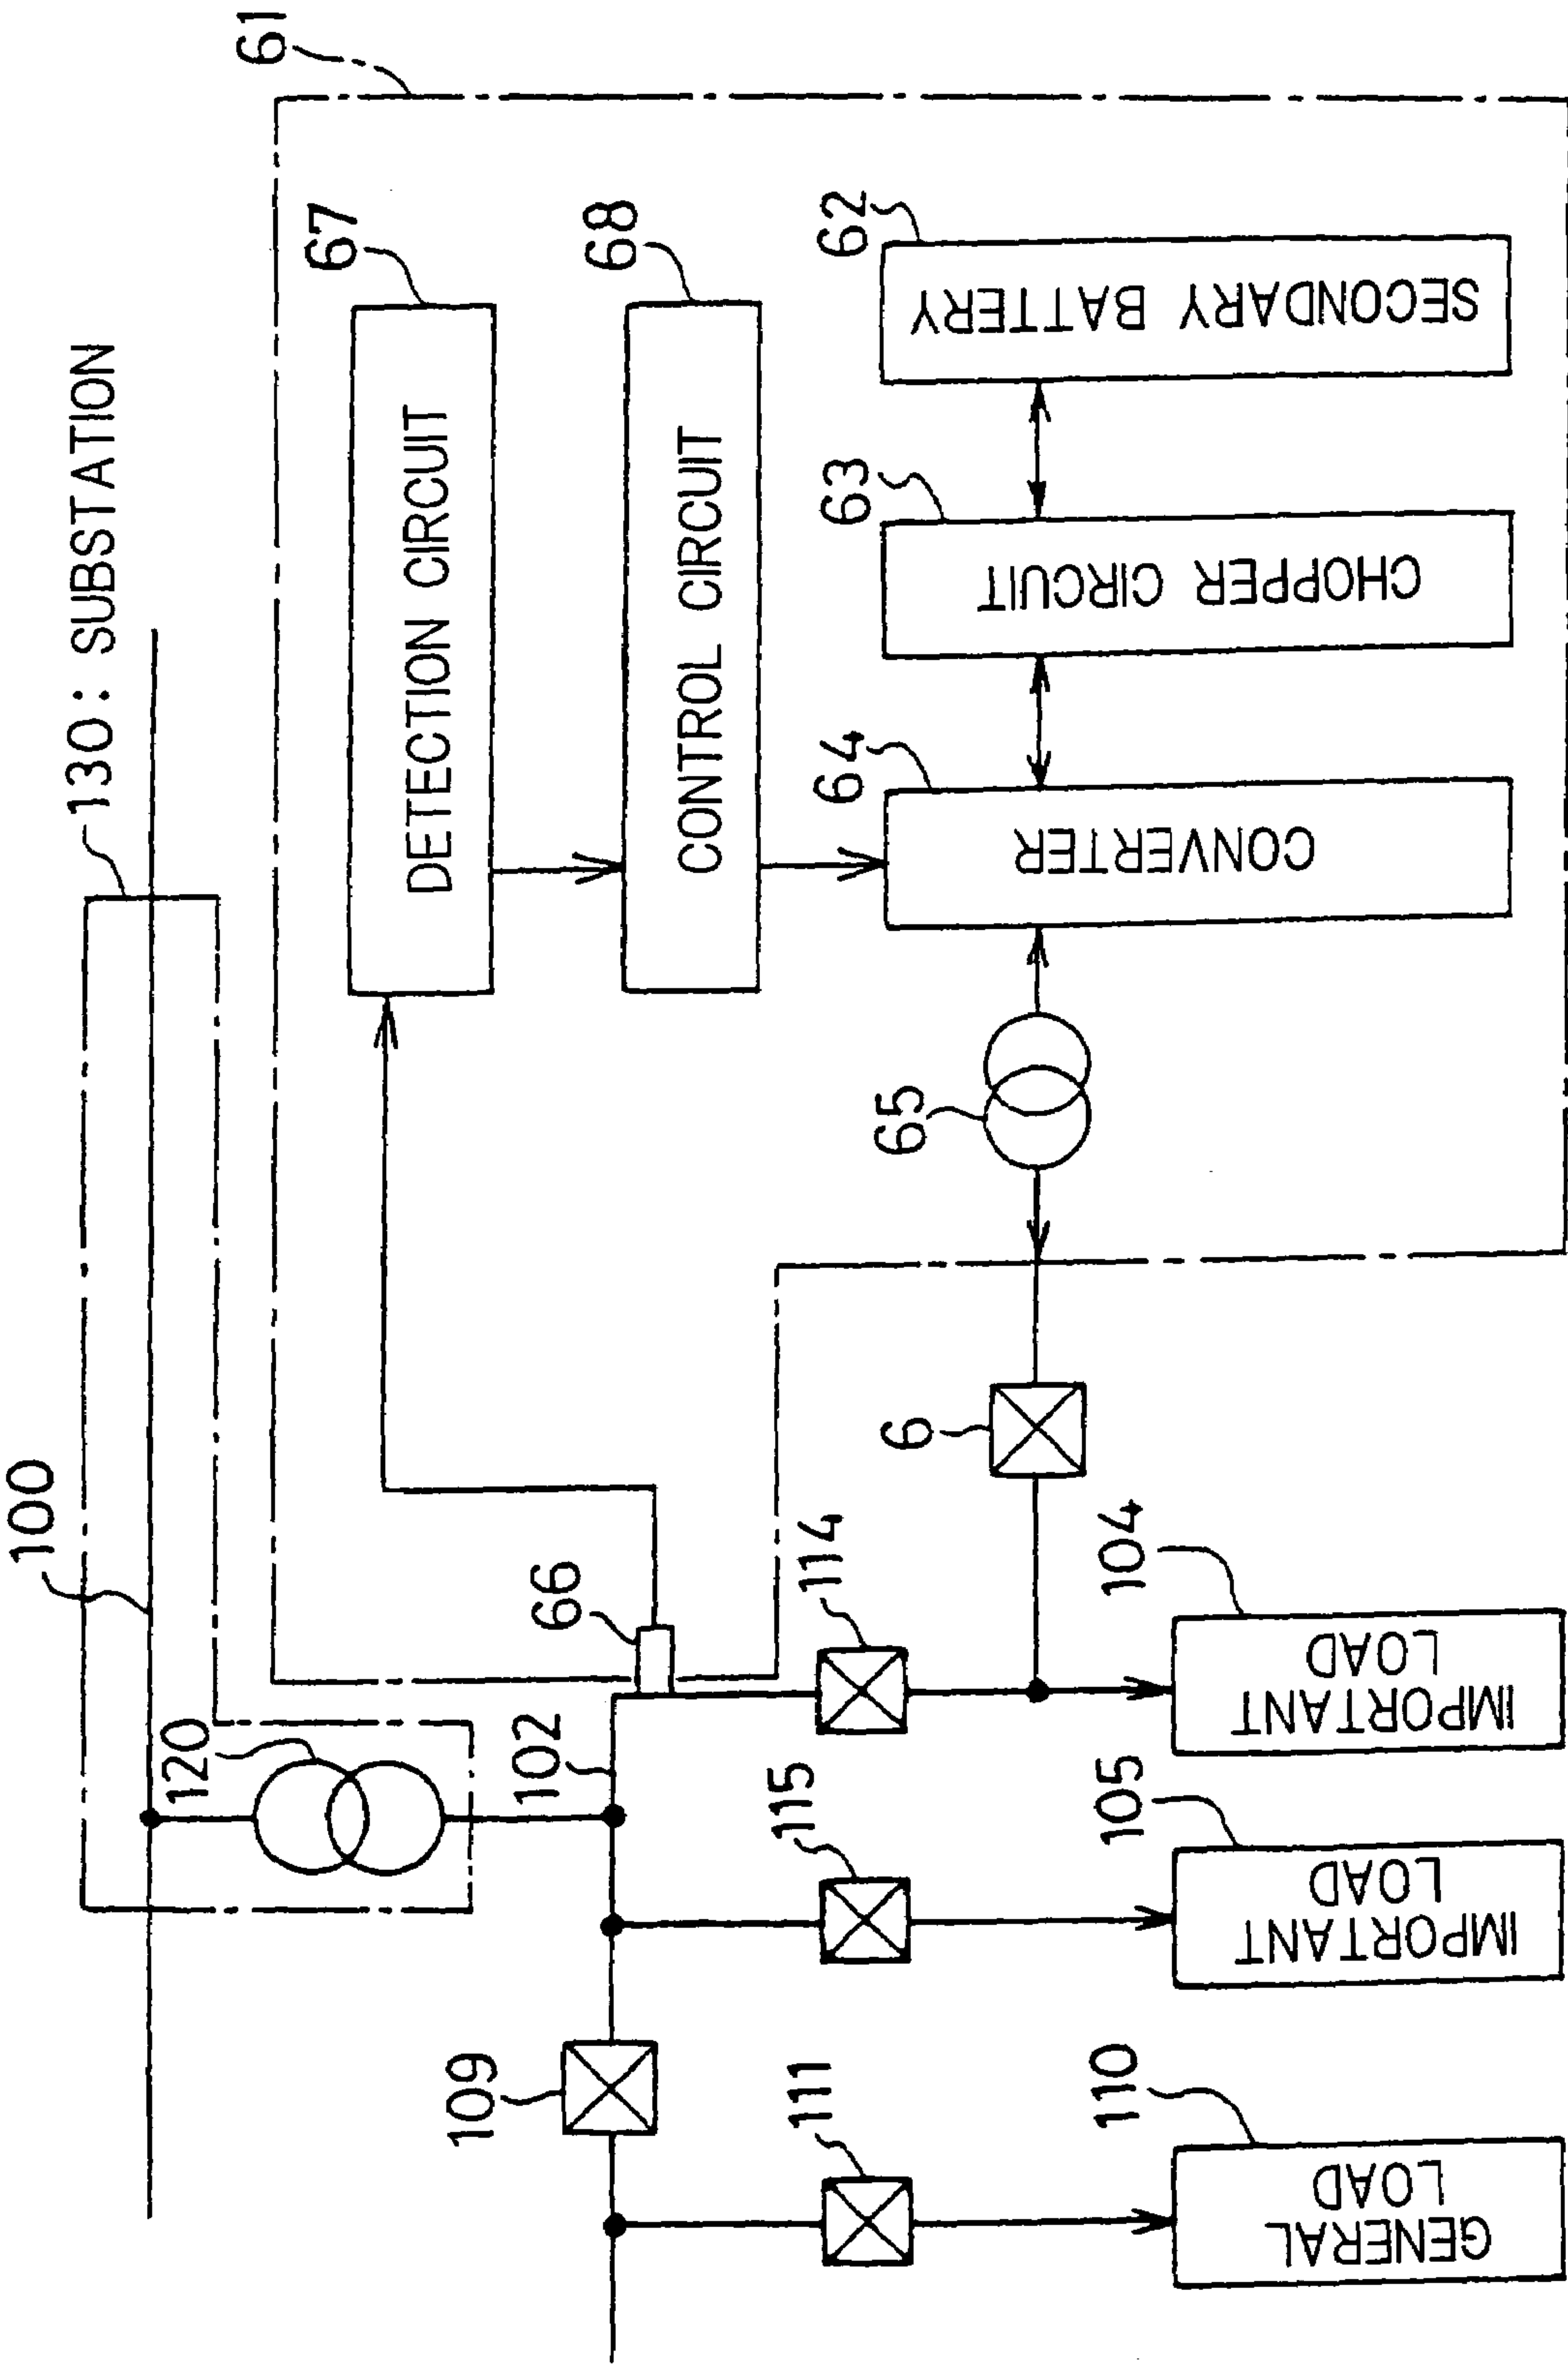 100
130: SUBSTATION
61
120
102
66
67
DETECTION CIRCUIT
68
CONTROL CIRCUIT
109
115
114
6
65
64
CONVERTER
63
CHOPPER CIRCUIT
62
SECONDARY BATTERY
111
110
GENERAL
LOAD
105
IMPORTANT
LOAD
104
IMPORTANT
LOAD